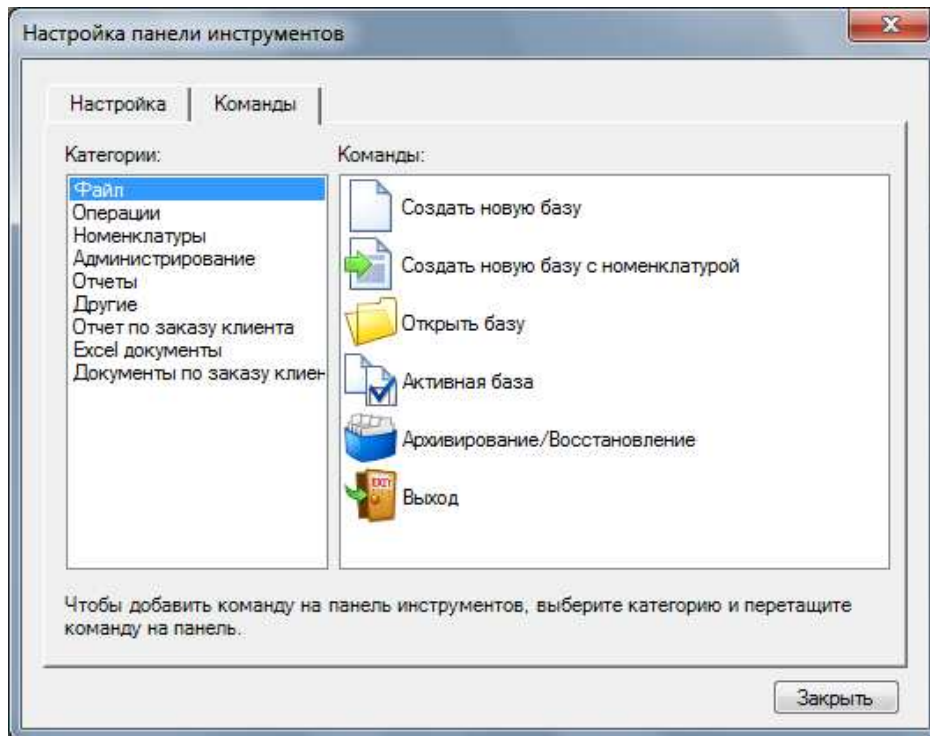 Настройка панели инструментов
Настройка
Команды
Категории:
Файл
Операции
Номенклатуры
Администрирование
Отчеты
Другие
Отчет по заказу клиента
Excel документы
Документы по заказу клиен
Команды:
Создать новую базу
Создать новую базу с номенклатурой
Открыть базу
Активная база
Архивирование/Восстановление
EXIT
Выход
Чтобы добавить команду на панель инструментов, выберите категорию и перетащите
команду на панель.
Закрыть